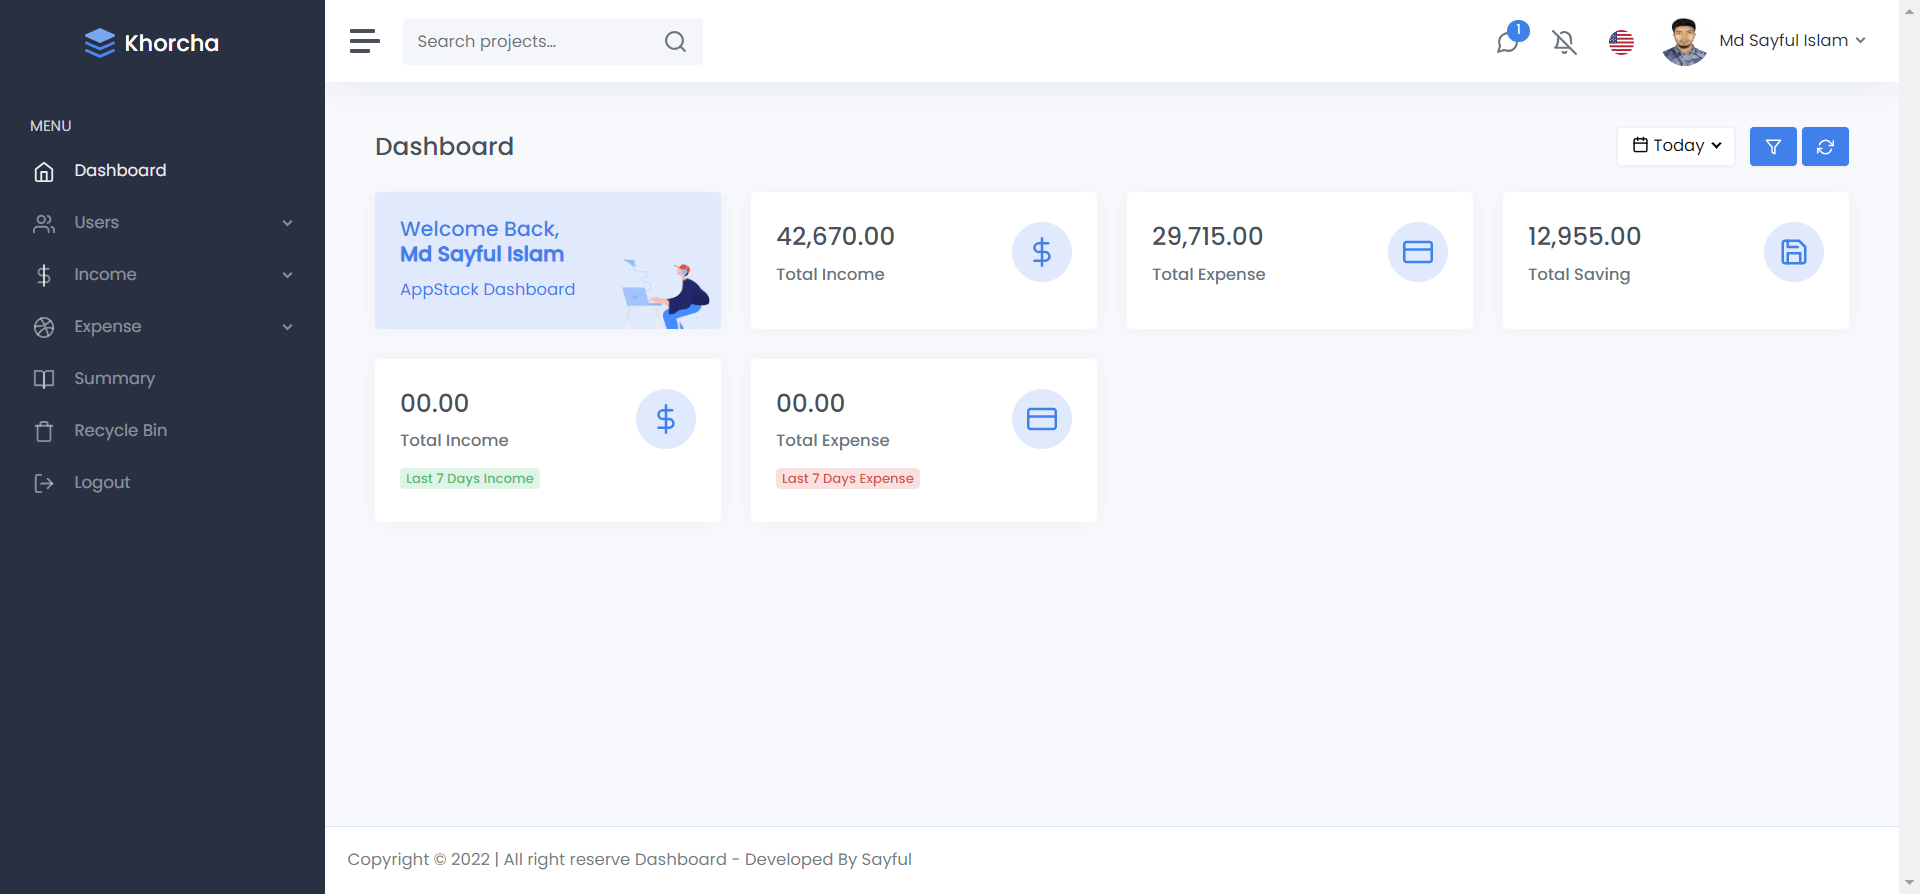 Khorcha
Search projects...
1
Md Sayful Islam
MENU
Dashboard
Users
Income
Expense
Summary
Recycle Bin
Logout
Dashboard
Today
Welcome Back,
Md Sayful Islam
AppStack Dashboard
42,670.00
Total Income
29,715.00
Total Expense
12,955.00
Total Saving
00.00
Total Income
Last 7 Days Income
00.00
Total Expense
Last 7 Days Expense
Copyright © 2022 | All right reserve Dashboard - Developed By Sayful